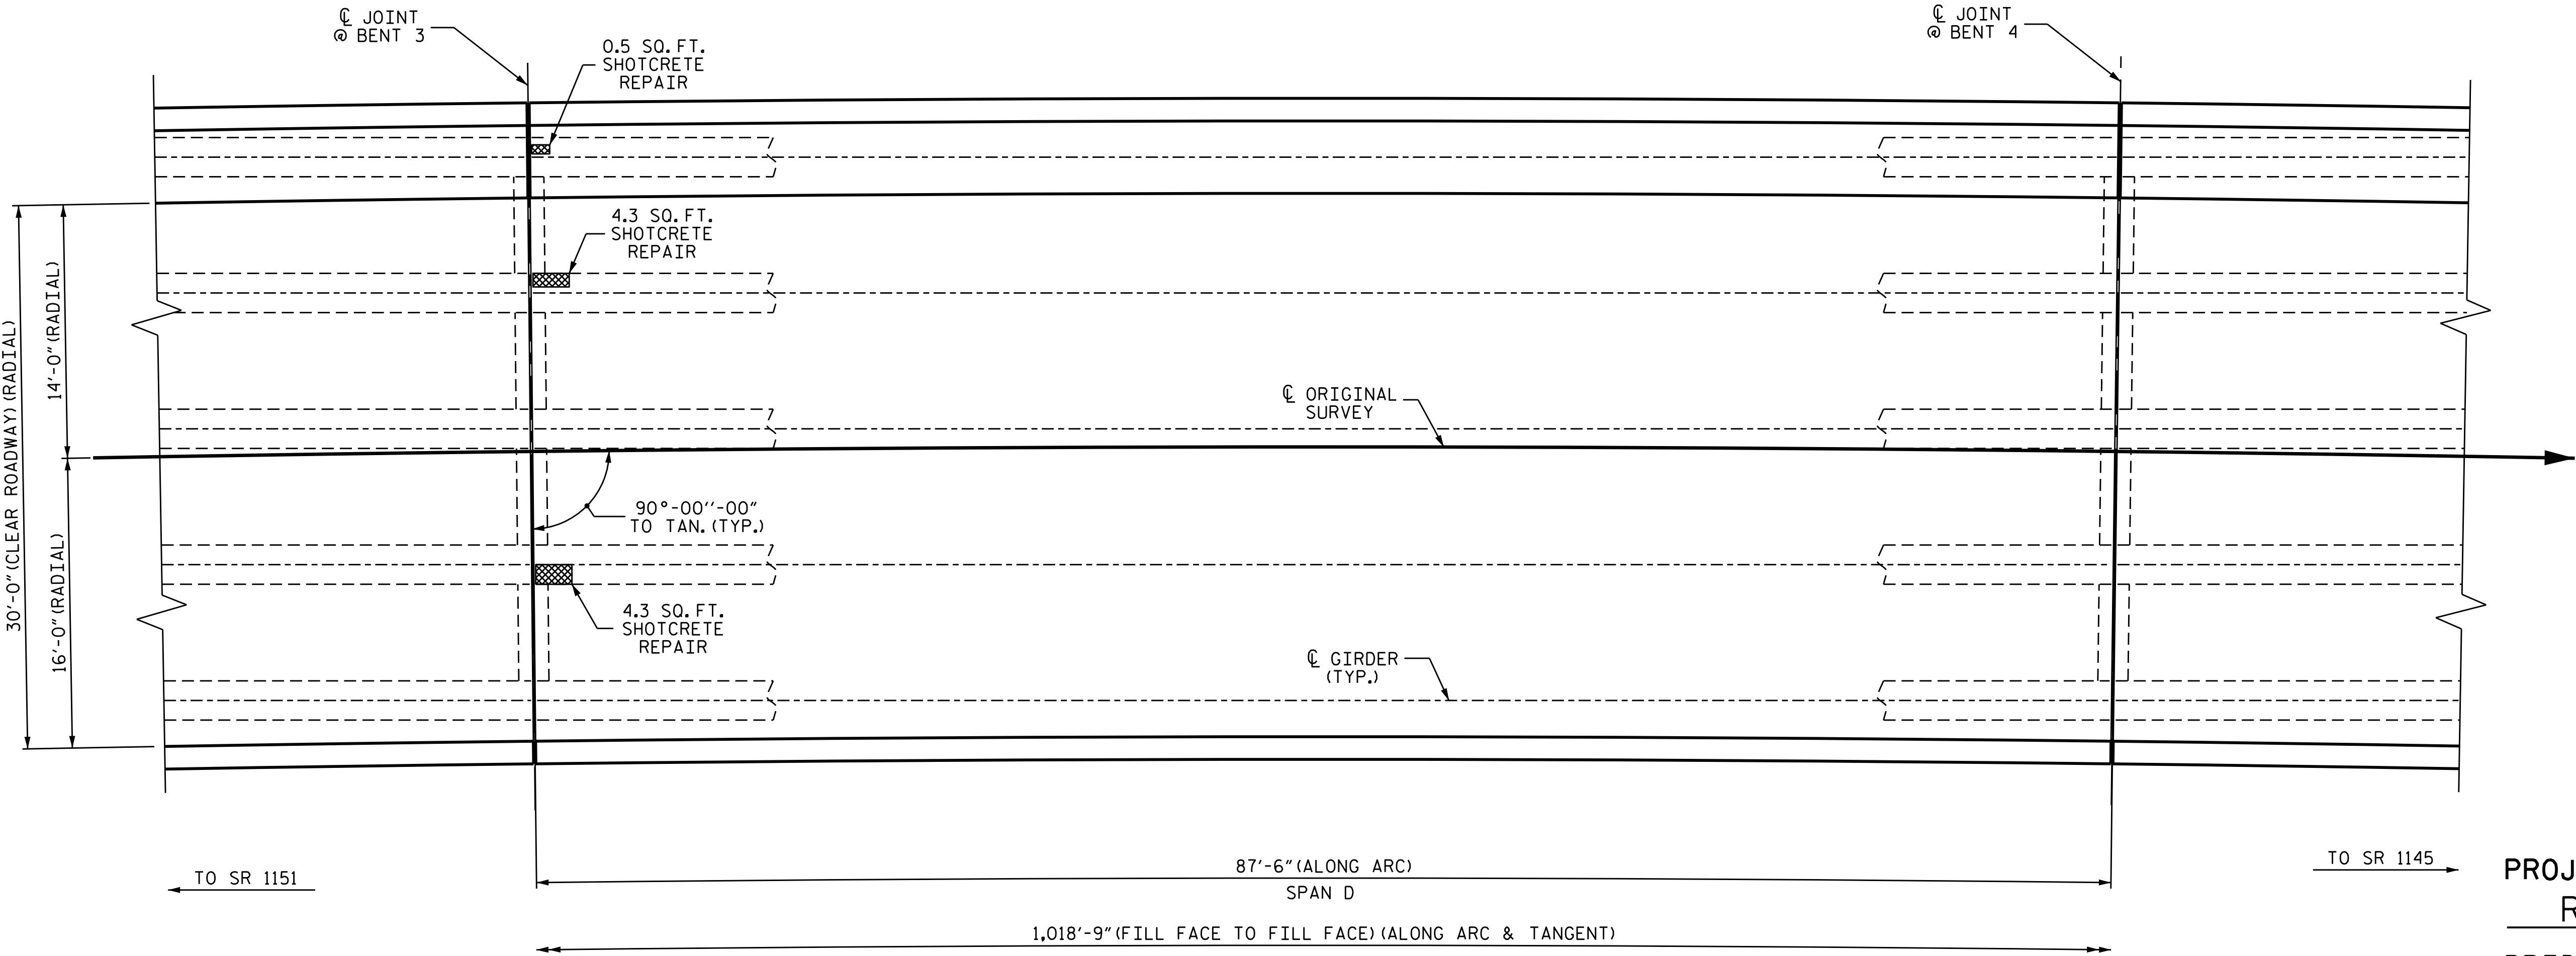 ℄ JOINT
@ BENT 3
℄ JOINT
@ BENT 4
0.5 SQ.FT.
SHOTCRETE
REPAIR
4.3 SQ.FT.
SHOTCRETE
REPAIR
30'-0" (CLEAR ROADWAY) (RADIAL)
14'-0" (RADIAL)
16'-0" (RADIAL)
℄ ORIGINAL
SURVEY
90°-00''-00"
TO TAN. (TYP.)
4.3 SQ.FT.
SHOTCRETE
REPAIR
℄ GIRDER
(TYP.)
TO SR 1151
87'-6" (ALONG ARC)
SPAN D
TO SR 1145
1,018'-9" (FILL FACE TO FILL FACE) (ALONG ARC & TANGENT)
PROJ
R